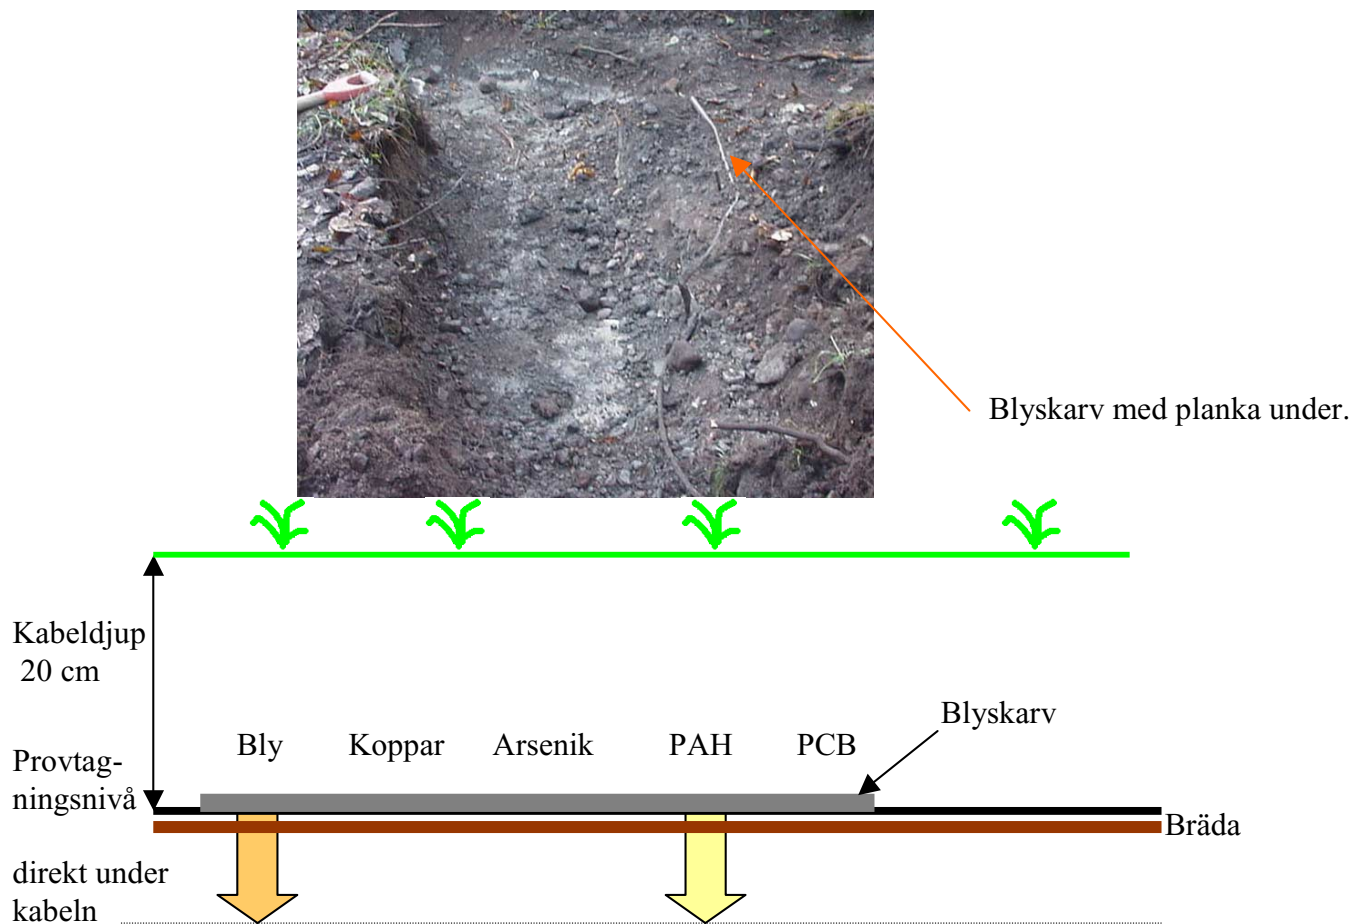 Blyskarv med planka under.
Kabeldjup
20 cm
Blyskarv
Bly Koppar Arsenik PAH PCB
Provtag-
ningsnivå
Bräda
direkt under
kabeln